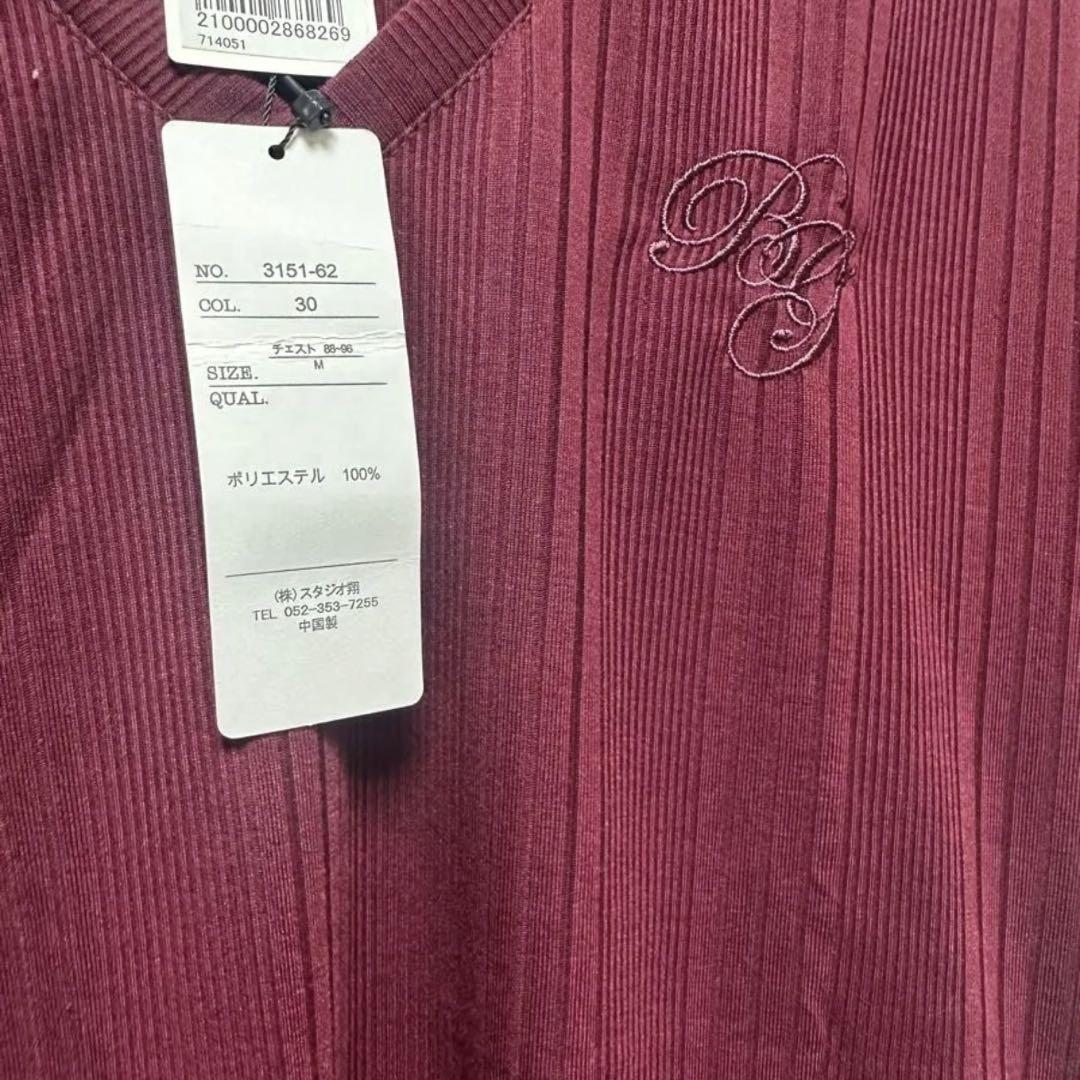 2100002868269
714051
NO. 3151-62
COL. 30
チェスト 88~96
SIZE. M
QUAL.
ポリエステル 100%
(株)スタジオ翔
TEL 052-353-7255
中国製
BG